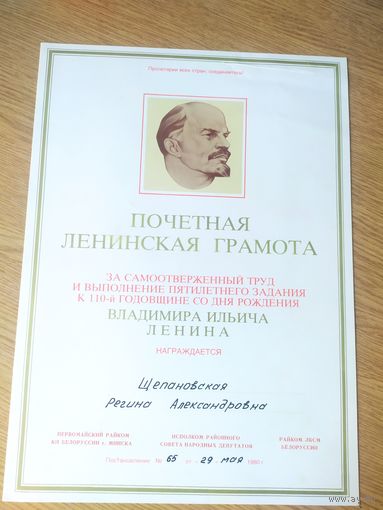 Пролетарии всех стран, соединяйтесь!
ПОЧЕТНАЯ
ЛЕНИНСКАЯ ГРАМОТА
ЗА САМООТВЕРЖЕННЫЙ ТРУД
И ВЫПОЛНЕНИЕ ПЯТИЛЕТНЕГО ЗАДАНИЯ
К 110-й ГОДОВЩИНЕ СО ДНЯ РОЖДЕНИЯ
ВЛАДИМИРА ИЛЬИЧА
ЛЕНИНА
НАГРАЖДАЕТСЯ
Щепановская
Регина Александровна
ПЕРВОМАЙСКИЙ РАЙКОМ
КП БЕЛОРУССИИ г. МИНСКА
ИСПОЛКОМ РАЙОННОГО
СОВЕТА НАРОДНЫХ ДЕПУТАТОВ
РАЙКОМ ЛКСМ
БЕЛОРУССИИ
Постановление № 65 от «29» мая 1980 г.